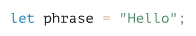 let phrase = "Hello";